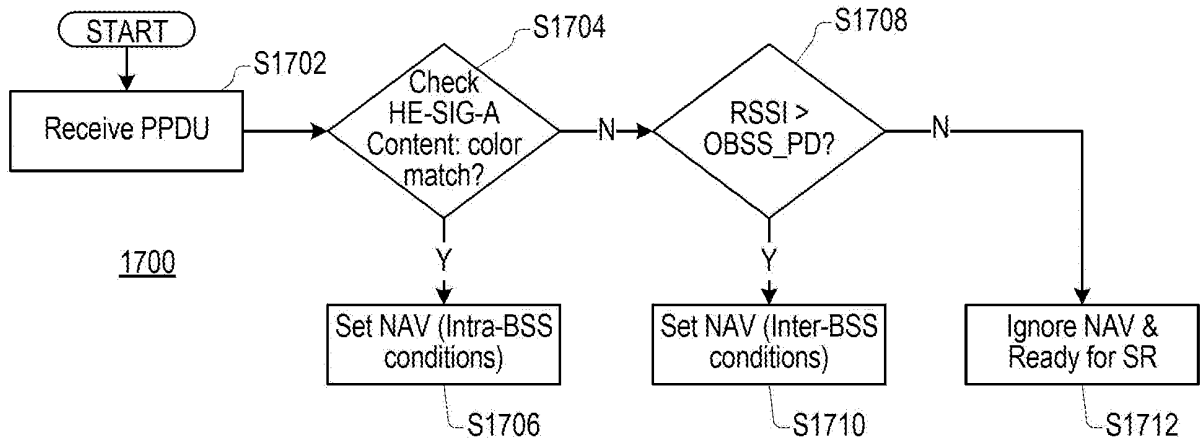 START
S1702
Receive PPDU
S1704
Check
HE-SIG-A
Content: color
match?
N
S1708
RSSI >
OBSS_PD?
N
Y
Y
1700
Set NAV (Intra-BSS
conditions)
S1706
Set NAV (Inter-BSS
conditions)
S1710
Ignore NAV &
Ready for SR
S1712